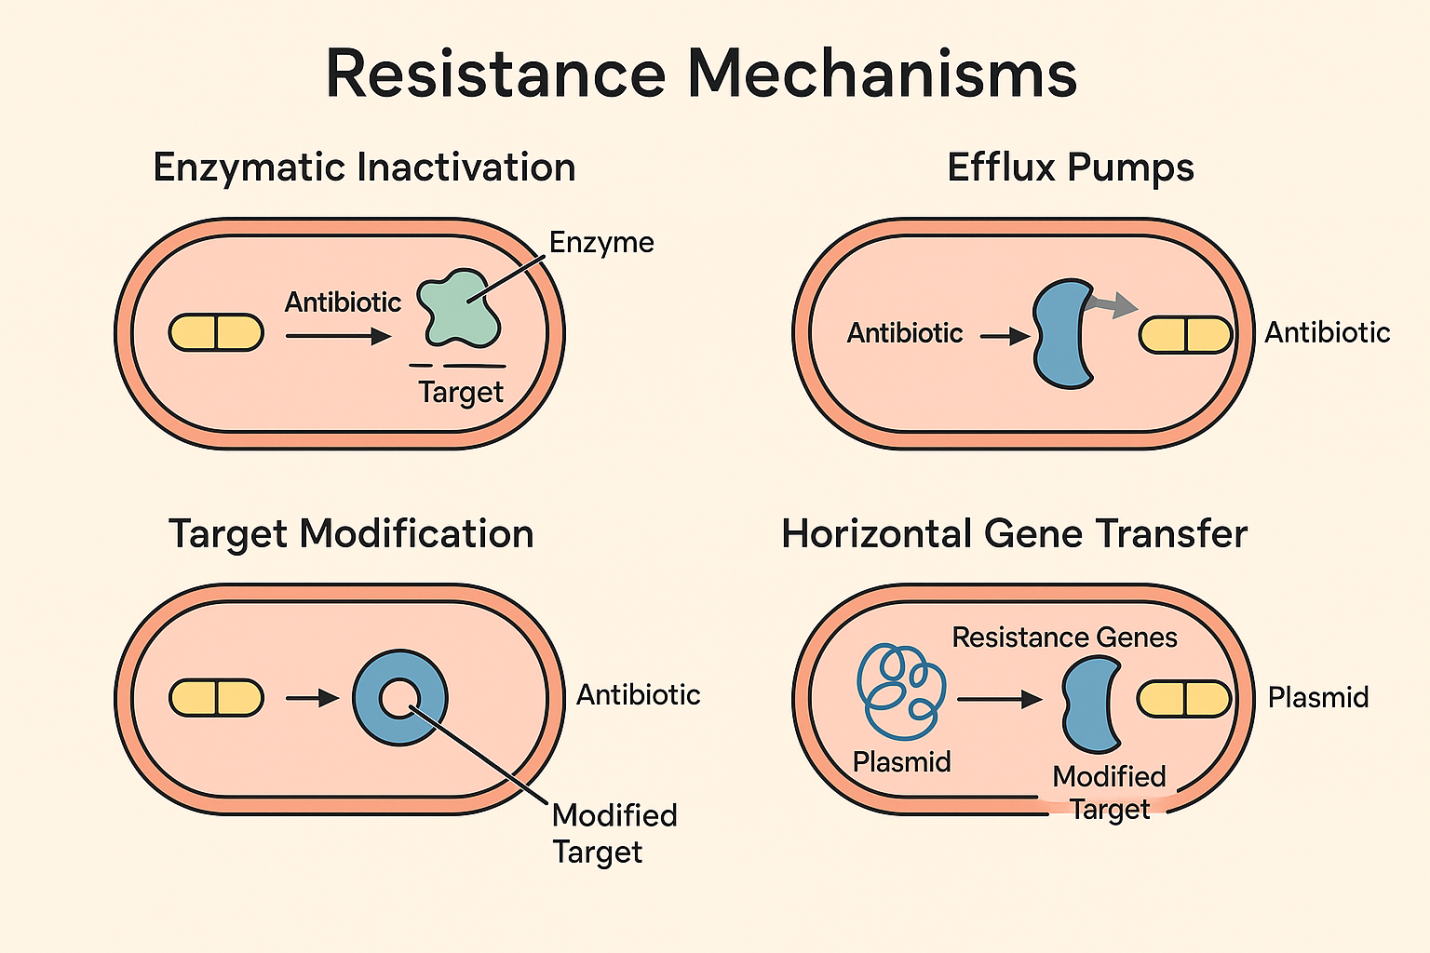 Resistance Mechanisms
Enzymatic Inactivation
Enzyme
Antibiotic
Target
Efflux Pumps
Antibiotic
Antibiotic
Target Modification
Antibiotic
Modified
Target
Horizontal Gene Transfer
Resistance Genes
Plasmid
Plasmid
Modified
Target